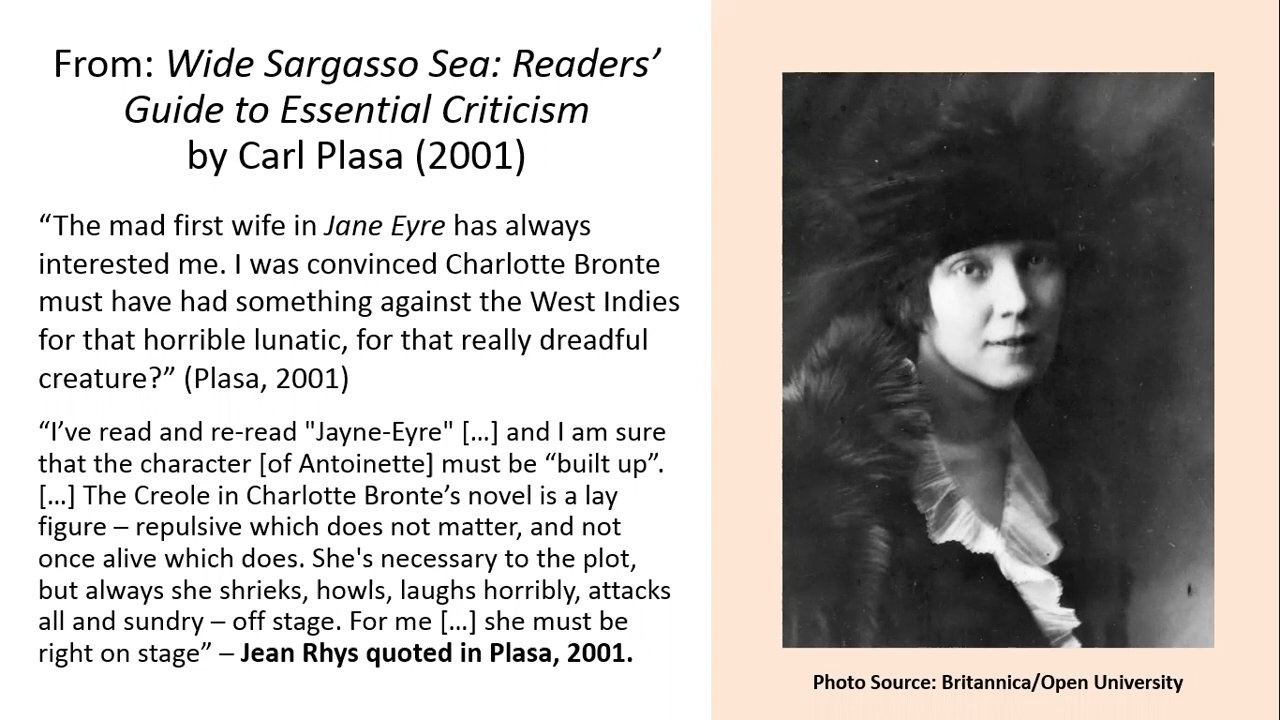 From: Wide Sargasso Sea: Readers’
Guide to Essential Criticism
by Carl Plasa (2001)
“The mad first wife in Jane Eyre has always
interested me. I was convinced Charlotte Bronte
must have had something against the West Indies
for that horrible lunatic, for that really dreadful
creature?” (Plasa, 2001)
“I’ve read and re-read "Jayne-Eyre" […] and I am sure
that the character [of Antoinette] must be “built up”.
[…] The Creole in Charlotte Bronte’s novel is a lay
figure – repulsive which does not matter, and not
once alive which does. She's necessary to the plot,
but always she shrieks, howls, laughs horribly, attacks
all and sundry – off stage. For me […] she must be
right on stage” – Jean Rhys quoted in Plasa, 2001.
Photo Source: Britannica/Open University